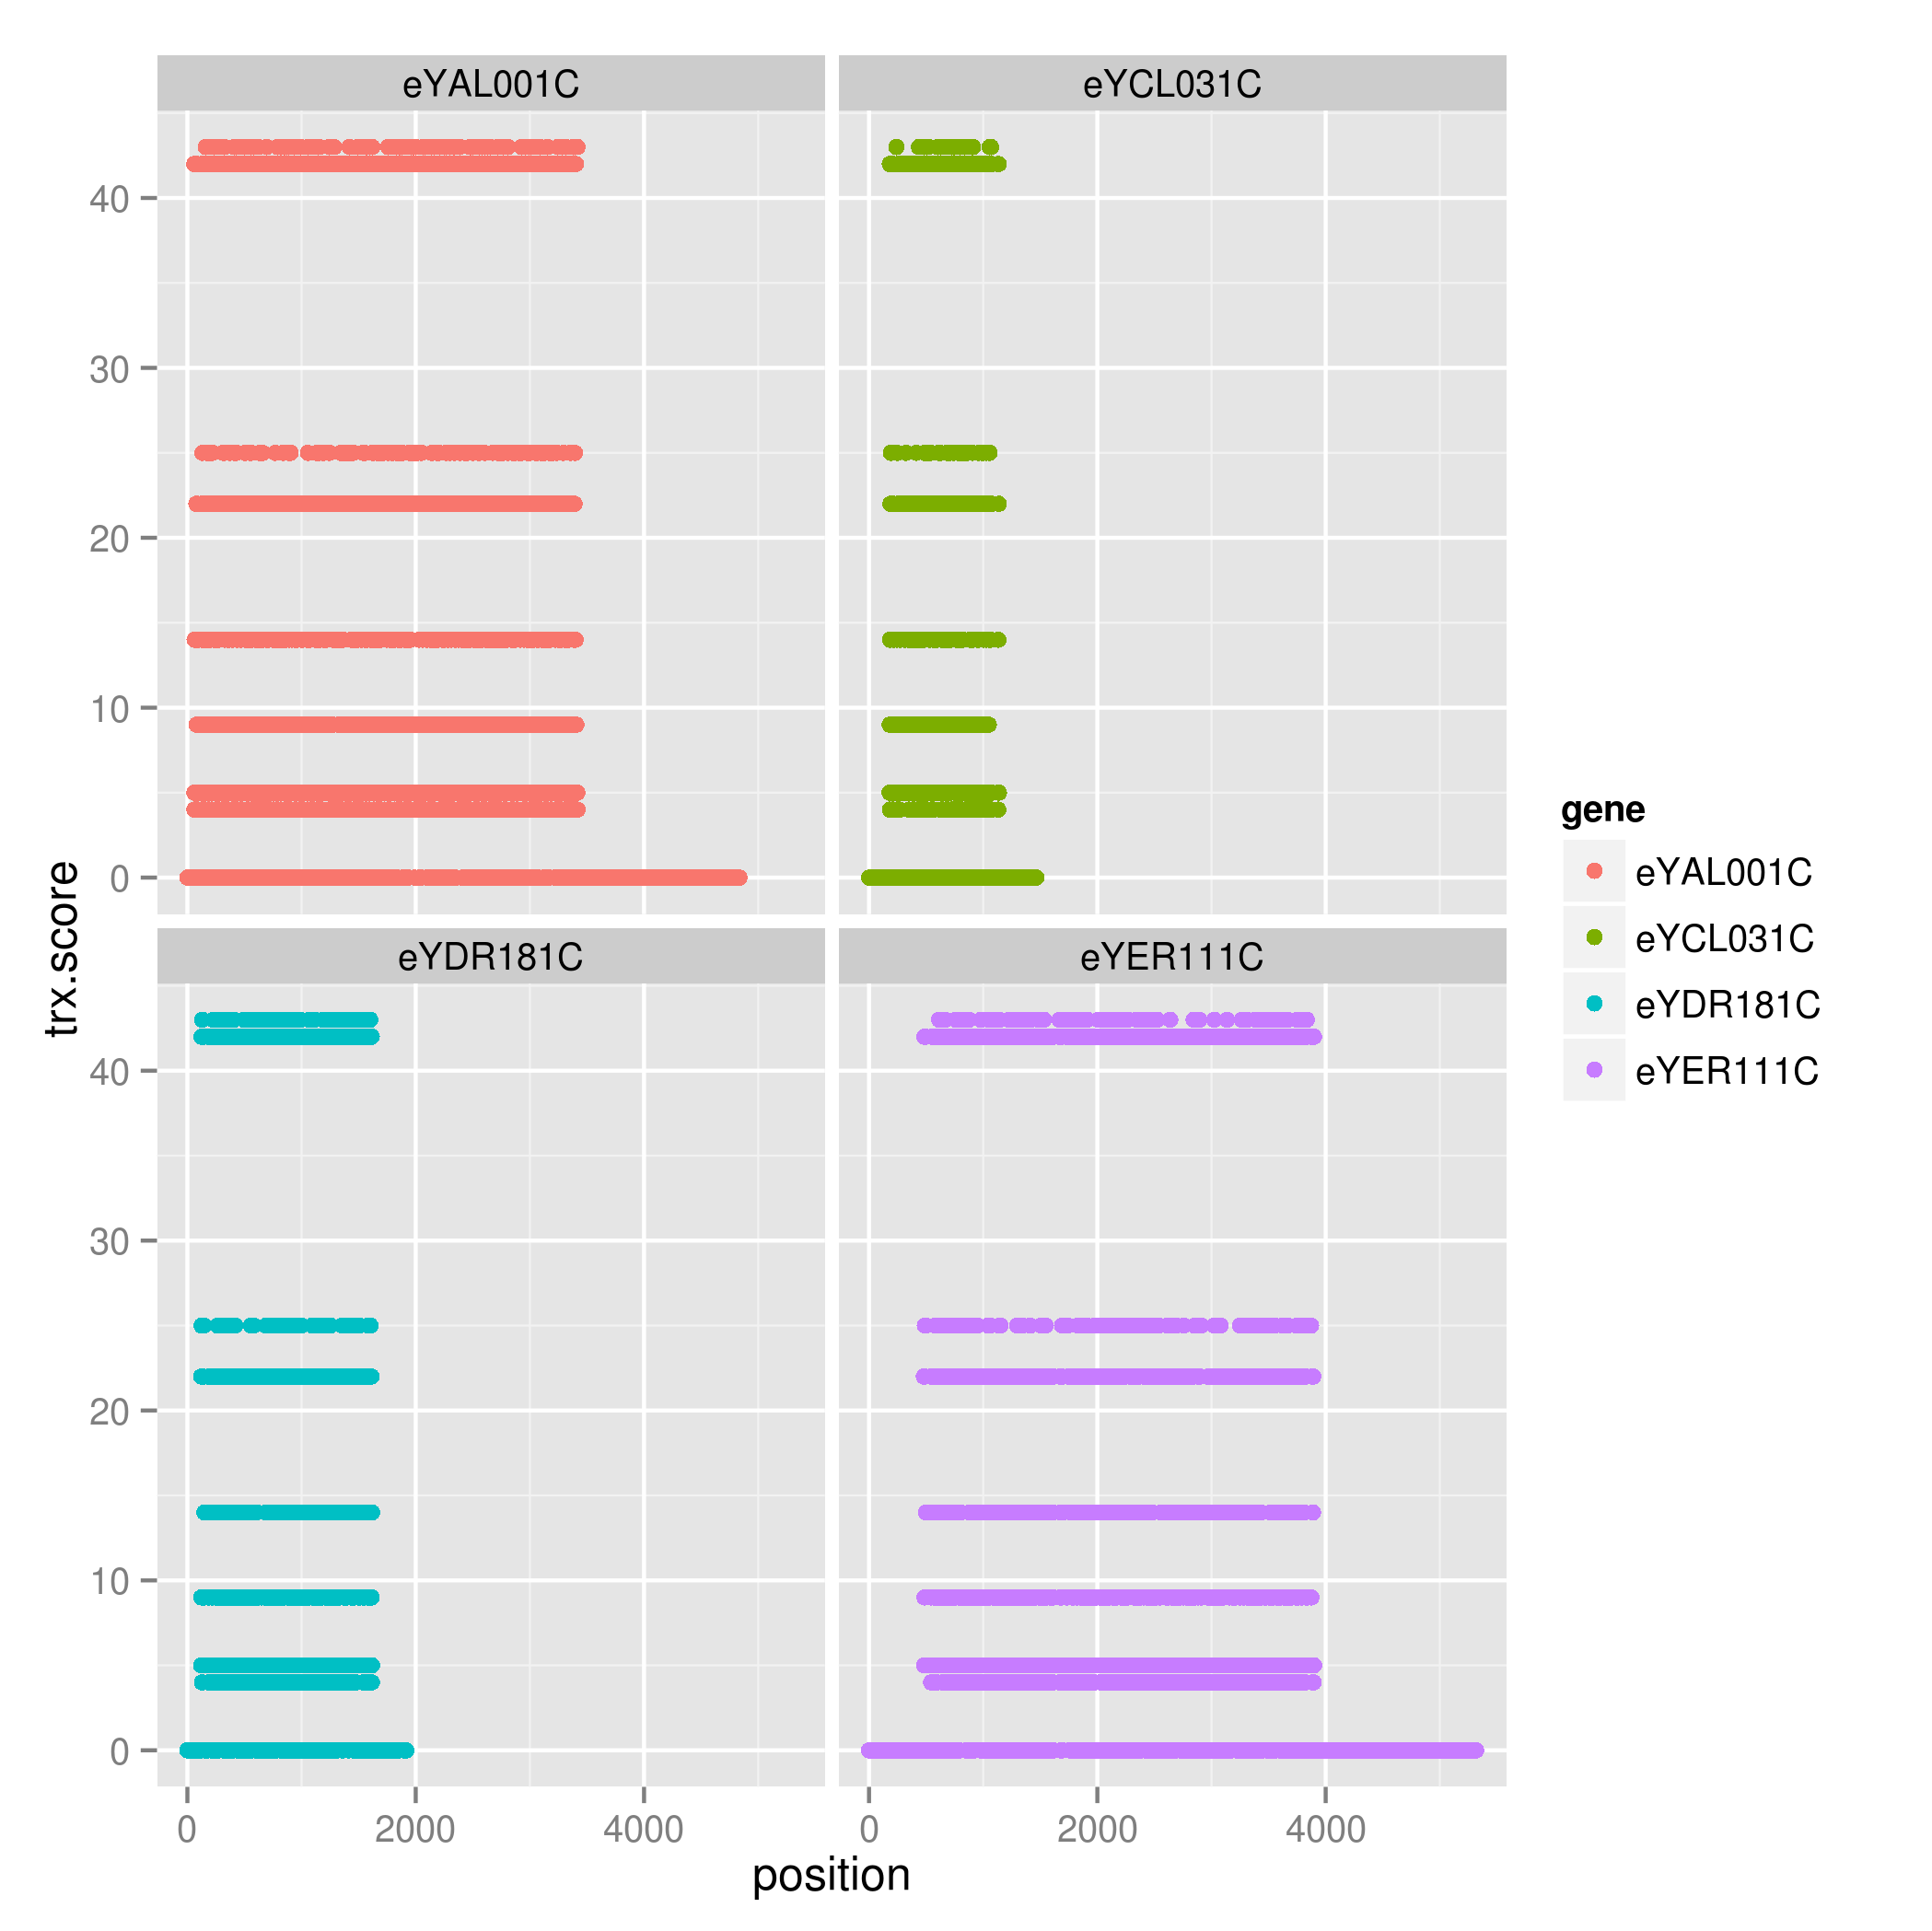 eYAL001C eYCL031C
40
30
20
10
0
trx.score
eYDR181C eYER111C
40
30
20
10
0
0 2000 4000 0 2000 4000
position
gene
eYAL001C
eYCL031C
eYDR181C
eYER111C